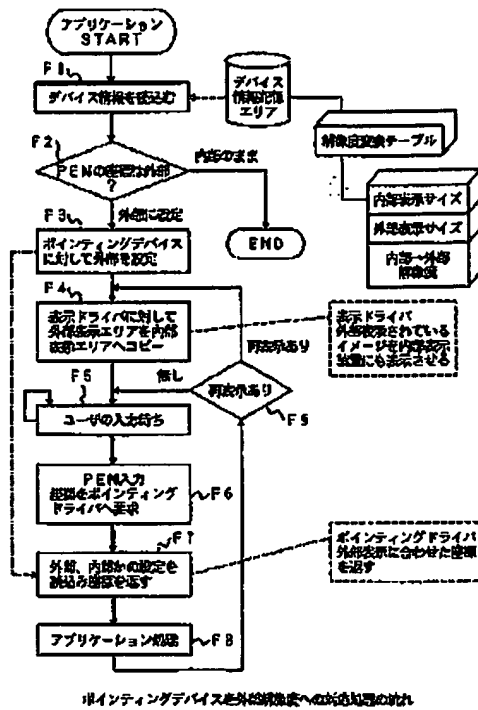 アプリケーション
START
F1
デバイス情報を読込む
デバイス
情報記憶
エリア
解像度変換テーブル
内部表示サイズ
外部表示サイズ
内部→外部
解像度
F2
PENの座標は外部
?
内部のまま
END
F3
外部に設定
ポインティングデバイス
に対して外部を設定
F4
表示ドライバに対して
外部表示エリアを内部
表示エリアへコピー
再表示あり
表示ドライバ
外部表示されている
イメージを内部表示
装置にも表示させる
F5
無し
再表示あり
F9
ユーザの入力待ち
PEN入力
座標をポインティング
ドライバへ要求
F6
F7
外部、内部かの設定を
読込み座標を返す
ポインティングドライバ
外部表示に合わせた座標
を返す
アプリケーション処理
F8
ポインティングデバイスを外部解像度への対応処理の流れ